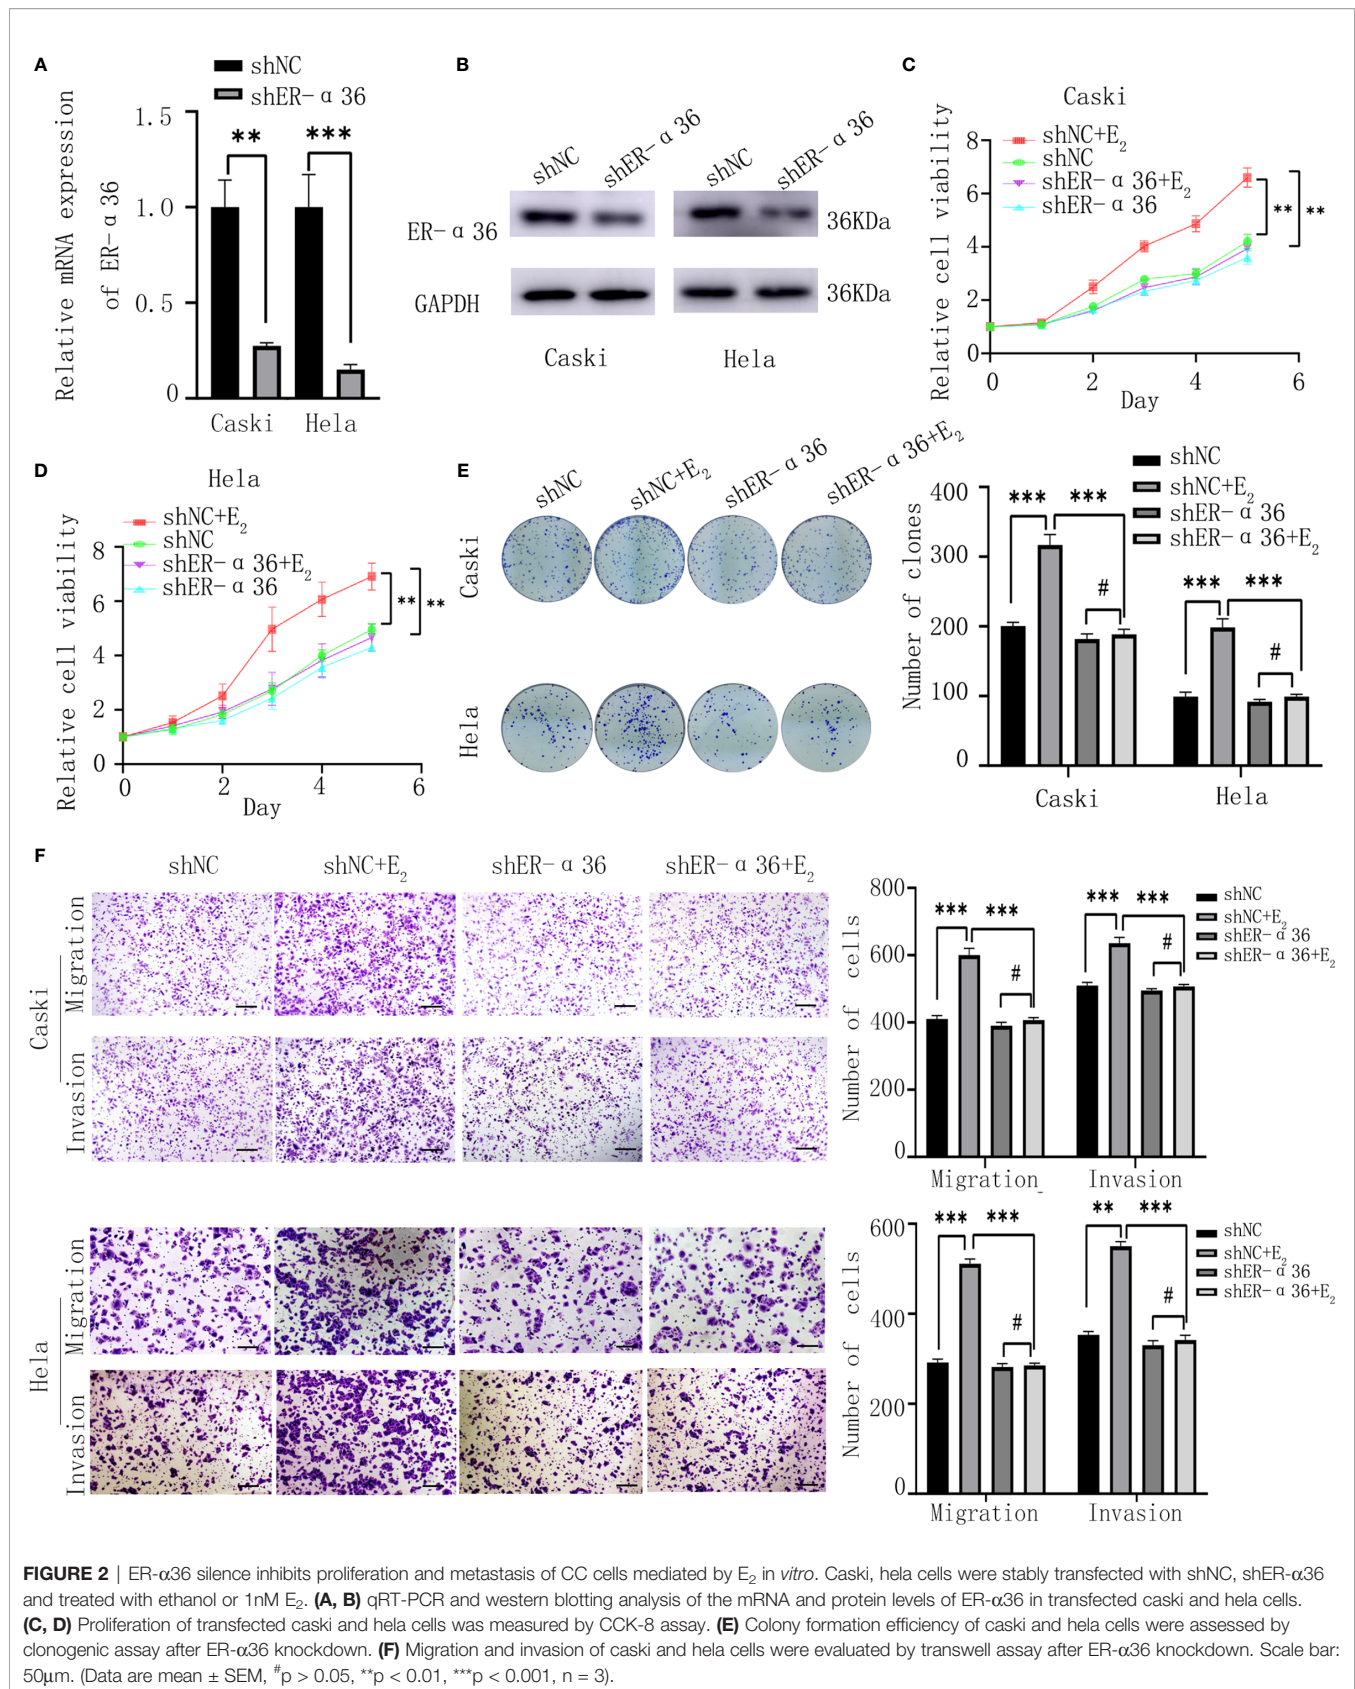 A
shNC
shER-α36
Relative mRNA expression
of ER-α36
1.5
1.0
0.5
0
**
***
Caski
Hela
B
shNC
shER-α36
shNC
shER-α36
ER-α36
36KDa
GAPDH
36KDa
Caski
Hela
C
Caski
shNC+E₂
shNC
shER-α36+E₂
shER-α36
Relative cell viability
8
6
4
2
0
0
2
4
6
Day
**
**
D
Hela
shNC+E₂
shNC
shER-α36+E₂
shER-α36
Relative cell viability
8
6
4
2
0
0
2
4
6
Day
**
**
E
shNC
shNC+E₂
shER-α36
shER-α36+E₂
Caski
Hela
shNC
shNC+E₂
shER-α36
shER-α36+E₂
Number of clones
400
300
200
100
0
***
***
#
***
***
#
Caski
Hela
F
shNC
shNC+E₂
shER-α36
shER-α36+E₂
Caski
Migration
Invasion
Number of cells
800
600
400
200
0
***
***
#
***
***
#
shNC
shNC+E₂
shER-α36
shER-α36+E₂
Migration
Invasion
Hela
Migration
Invasion
Number of cells
600
400
200
0
***
***
#
**
***
#
shNC
shNC+E₂
shER-α36
shER-α36+E₂
Migration
Invasion
FIGURE 2 | ER-α36 silence inhibits proliferation and metastasis of CC cells mediated by E₂ in vitro. Caski, hela cells were stably transfected with shNC, shER-α36
and treated with ethanol or 1nM E₂. (A, B) qRT-PCR and western blotting analysis of the mRNA and protein levels of ER-α36 in transfected caski and hela cells.
(C, D) Proliferation of transfected caski and hela cells was measured by CCK-8 assay. (E) Colony formation efficiency of caski and hela cells were assessed by
clonogenic assay after ER-α36 knockdown. (F) Migration and invasion of caski and hela cells were evaluated by transwell assay after ER-α36 knockdown. Scale bar:
50μm. (Data are mean ± SEM, #p > 0.05, **p < 0.01, ***p < 0.001, n = 3).